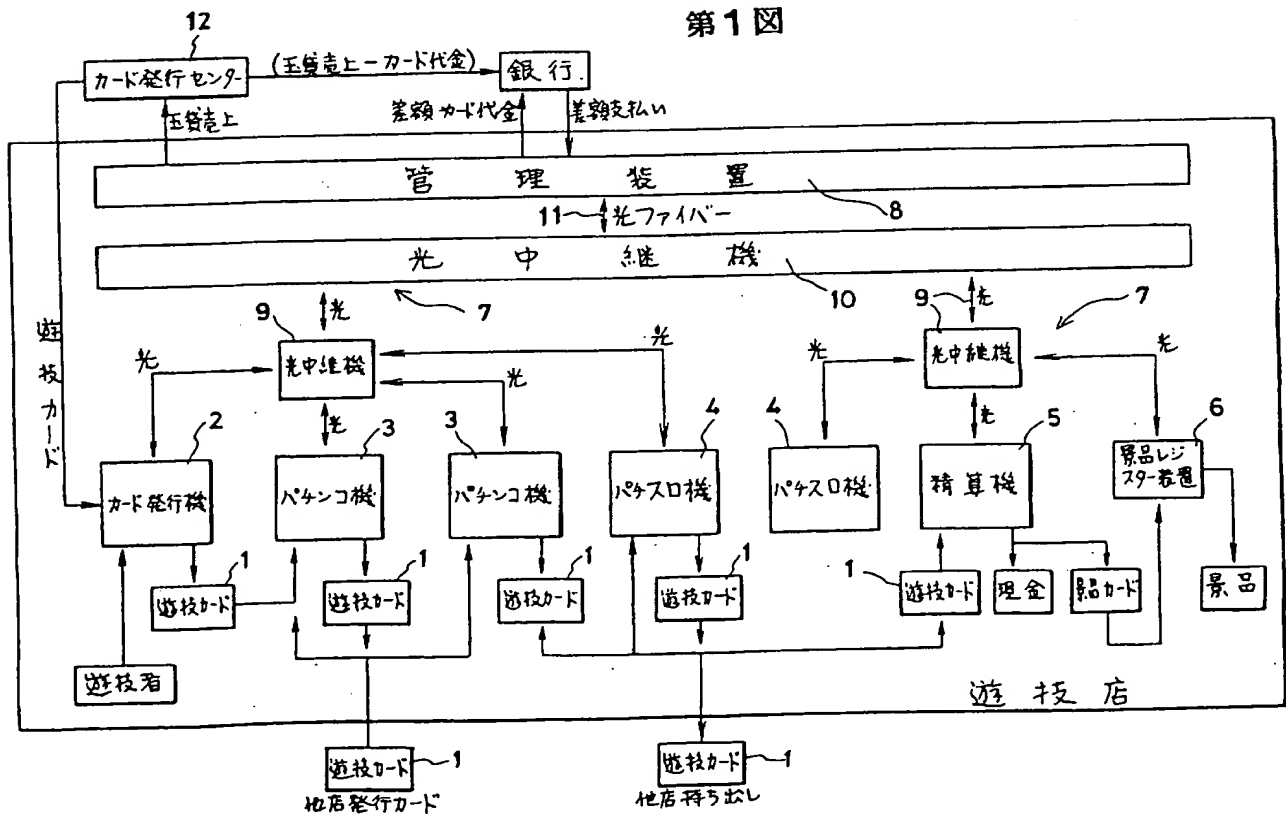 第1図
12
カード発行センター
(玉貸売上ーカード代金)
銀行
玉貸売上
差額カード代金
差額支払い
管理装置
8
11
光ファイバー
光中継機
10
7
9
光
光
光中継機
光
光
光
遊技カード
9
光
7
光中継機
光
光
光
2
カード発行機
3
パチンコ機
3
パチンコ機
4
パチスロ機
4
パチスロ機
5
精算機
6
景品レジ
スター装置
1
遊技カード
1
遊技カード
1
遊技カード
1
遊技カード
1
遊技カード
現金
景品カード
景品
遊技者
遊技店
遊技カード
1
他店発行カード
遊技カード
1
他店持ち出し